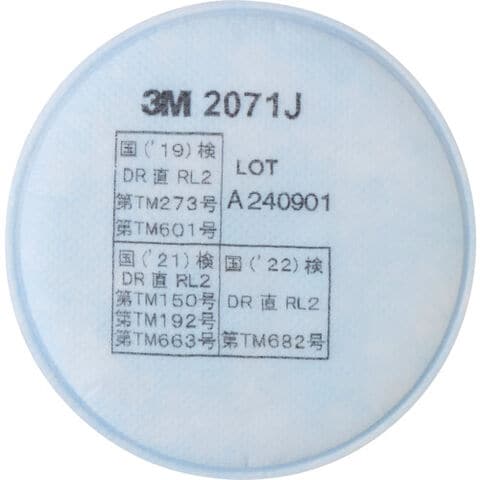 3M 2071J
国('19)検
DR 直 RL2
第TM273号
第TM601号
LOT
A240901
国('21)検
DR 直 RL2
第TM150号
第TM192号
第TM663号
国('22)検
DR 直 RL2
第TM682号